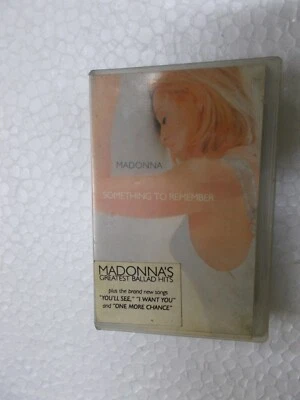 MADONNA
SOMETHING TO REMEMBER
MADONNA'S
GREATEST BALLAD HITS
plus the brand new songs
"YOU'LL SEE," "I WANT YOU"
and "ONE MORE CHANCE"